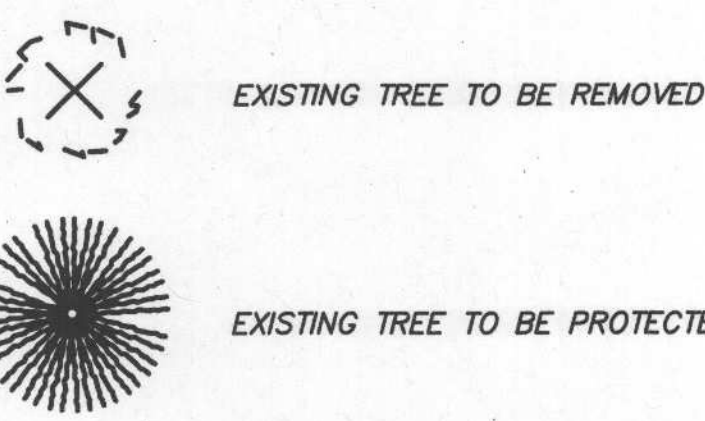 EXISTING TREE TO BE REMOVED
EXISTING TREE TO BE PROTECTE